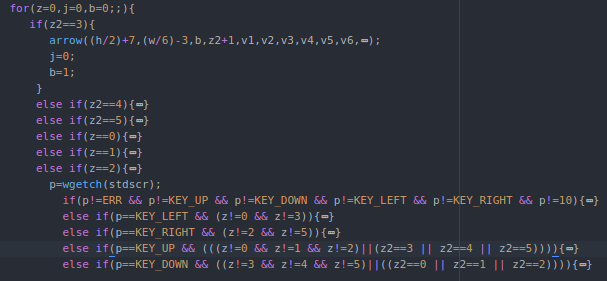 for(z=0,j=0,b=0;;){
if(z2==3){
arrow((h/2)+7,(w/6)-3,b,z2+1,v1,v2,v3,v4,v5,v6,);
j=0;
b=1;
}
else if(z2==4){}
else if(z2==5){}
else if(z==0){}
else if(z==1){}
else if(z==2){}
p=wgetch(stdscr);
if(p!=ERR && p!=KEY_UP && p!=KEY_DOWN && p!=KEY_LEFT && p!=KEY_RIGHT && p!=10){}
else if(p==KEY_LEFT && (z!=0 && z!=3)){}
else if(p==KEY_RIGHT && (z!=2 && z!=5)){}
else if(p==KEY_UP && (((z!=0 && z!=1 && z!=2)||(z2==3 || z2==4 || z2==5)))){}
else if(p==KEY_DOWN && ((z!=3 && z!=4 && z!=5)||((z2==0 || z2==1 || z2==2)))){}